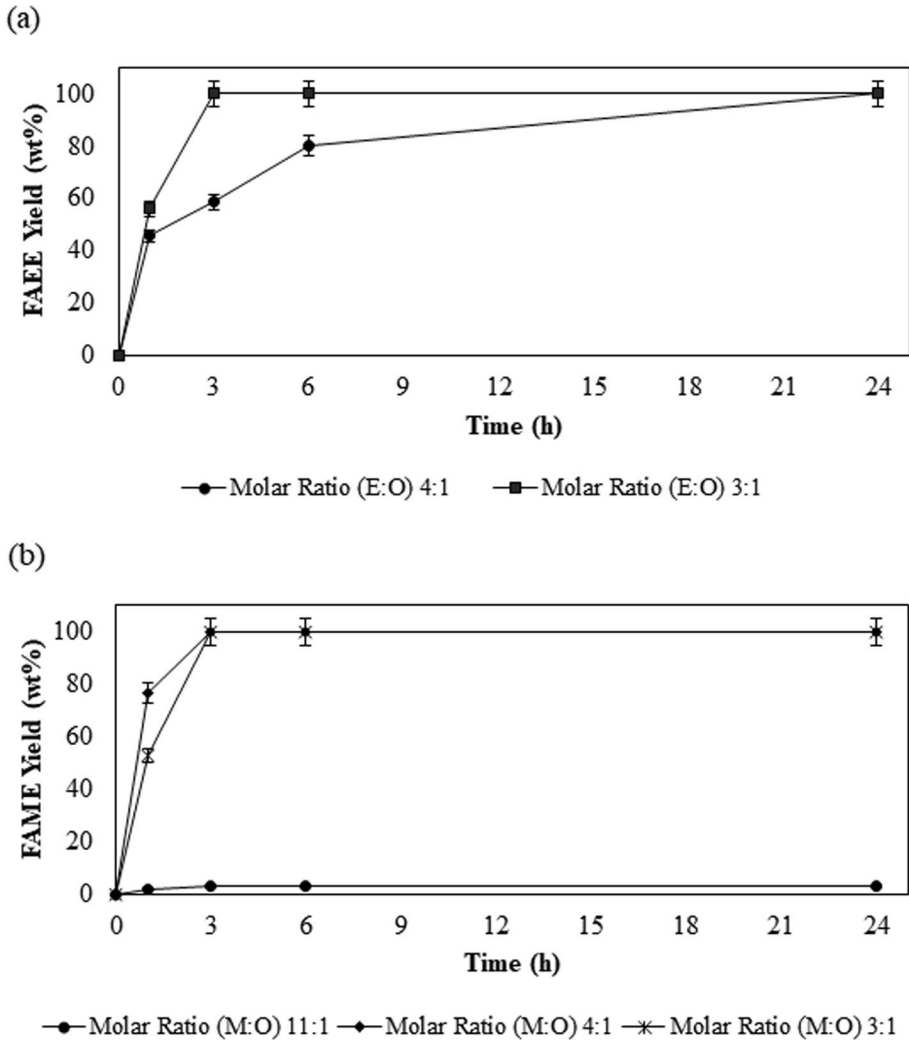 (a)
FAEE Yield (wt%)
100
80
60
40
20
0
0 3 6 9 12 15 18 21 24
Time (h)
Molar Ratio (E:O) 4:1 Molar Ratio (E:O) 3:1
(b)
FAME Yield (wt%)
100
80
60
40
20
0
0 3 6 9 12 15 18 21 24
Time (h)
Molar Ratio (M:O) 11:1 Molar Ratio (M:O) 4:1 Molar Ratio (M:O) 3:1